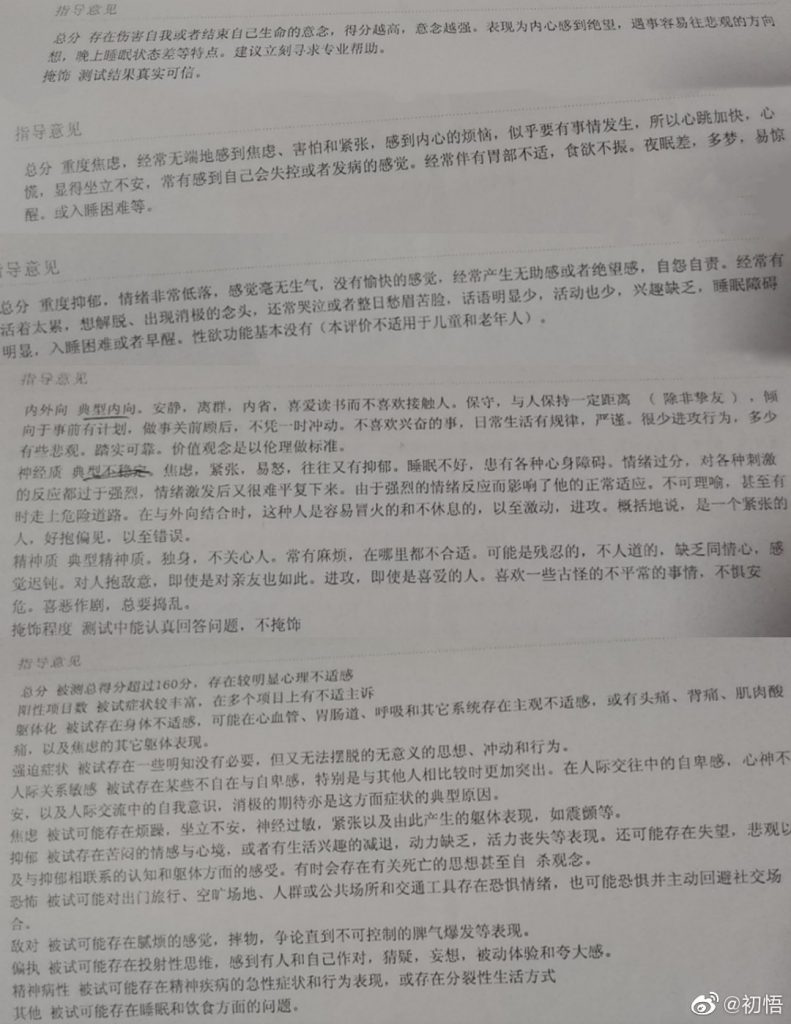 指导意见
总分 存在伤害自我或者结束自己生命的意念，得分越高，意念越强。表现为内心感到绝望，遇事容易往悲观的方向
想，晚上睡眠状态差等特点。建议立刻寻求专业帮助。
掩饰 测试结果真实可信。
指导意见
总分 重度焦虑，经常无端地感到焦虑、害怕和紧张，感到内心的烦恼，似乎要有事情发生，所以心跳加快，心
慌，显得坐立不安，常有感到自己会失控或者发病的感觉。经常伴有胃部不适，食欲不振。夜眠差，多梦，易惊
醒。或入睡困难等。
指导意见
总分 重度抑郁，情绪非常低落，感觉毫无生气，没有愉快的感觉，经常产生无助感或者绝望感，自怨自责。经常有
活着太累，想解脱、出现消极的念头，还常哭泣或者整日愁眉苦脸，话语明显少，活动也少，兴趣缺乏，睡眠障碍
明显，入睡困难或者早醒。性欲功能基本没有（本评价不适用于儿童和老年人）。
指导意见
内外向 典型内向。安静，离群，内省，喜爱读书而不喜欢接触人。保守，与人保持一定距离 （除非挚友），倾
向于事前有计划，做事关前顾后，不凭一时冲动。不喜欢兴奋的事，日常生活有规律，严谨。很少进攻行为，多少
有些悲观。踏实可靠。价值观念是以伦理做标准。
神经质 典型不稳定。焦虑，紧张，易怒，往往又有抑郁。睡眠不好，患有各种心身障碍。情绪过分，对各种刺激
的反应都过于强烈，情绪激发后又很难平复下来。由于强烈的情绪反应而影响了他的正常适应。不可理喻，甚至有
时走上危险道路。在与外向结合时，这种人是容易冒火的和不休息的，以至激动，进攻。概括地说，是一个紧张的
人，好抱偏见，以至错误。
精神质 典型精神质。独身，不关心人。常有麻烦，在哪里都不合适。可能是残忍的，不人道的，缺乏同情心，感
觉迟钝。对人抱敌意，即使是对亲友也如此。进攻，即使是喜爱的人。喜欢一些古怪的不平常的事情，不惧安
危。喜恶作剧，总要捣乱。
掩饰程度 测试中能认真回答问题，不掩饰
指导意见
总分 被测总得分超过160分，存在较明显心理不适感
阳性项目数 被试症状较丰富，在多个项目上有不适主诉
躯体化 被试存在身体不适感，可能在心血管、胃肠道、呼吸和其它系统存在主观不适感，或有头痛、背痛、肌肉酸
痛，以及焦虑的其它躯体表现。
强迫症状 被试存在一些明知没有必要，但又无法摆脱的无意义的思想、冲动和行为。
人际关系敏感 被试存在某些不自在与自卑感，特别是与其他人相比较时更加突出。在人际交往中的自卑感，心神不
安，以及人际交流中的自我意识，消极的期待亦是这方面症状的典型原因。
焦虑 被试可能存在烦躁，坐立不安，神经过敏，紧张以及由此产生的躯体表现，如震颤等。
抑郁 被试存在苦闷的情感与心境，或者有生活兴趣的减退，动力缺乏，活力丧失等表现。还可能存在失望，悲观以
及与抑郁相联系的认知和躯体方面的感受。有时会存在有关死亡的思想甚至自 杀观念。
恐怖 被试可能对出门旅行、空旷场地、人群或公共场所和交通工具存在恐惧情绪，也可能恐惧并主动回避社交场
合。
敌对 被试可能存在腻烦的感觉，摔物，争论直到不可控制的脾气爆发等表现。
偏执 被试可能存在投射性思维，感到有人和自己作对，猜疑，妄想，被动体验和夸大感。
精神病性 被试可能存在精神疾病的急性症状和行为表现，或存在分裂性生活方式
其他 被试可能存在睡眠和饮食方面的问题。
@初悟